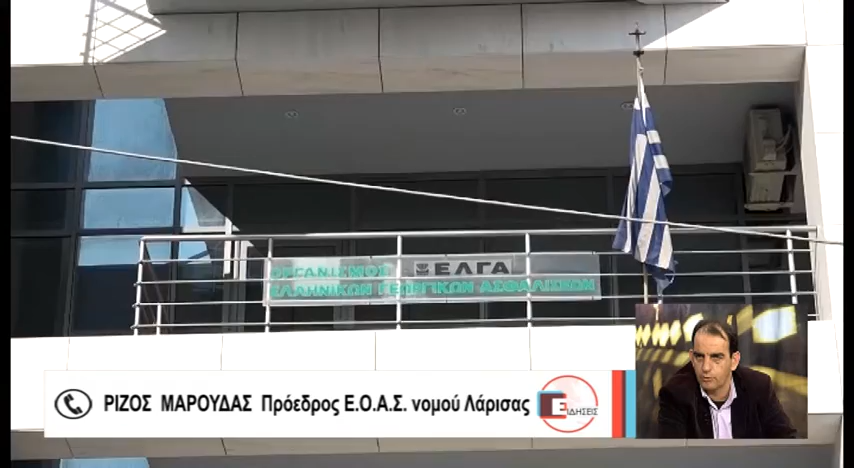 ΕΛΓΑ
ΟΡΓΑΝΙΣΜΟΣ
ΕΛΛΗΝΙΚΩΝ ΓΕΩΡΓΙΚΩΝ ΑΣΦΑΛΙΣΕΩΝ
ΡΙΖΟΣ ΜΑΡΟΥΔΑΣ Πρόεδρος Ε.Ο.Α.Σ. νομού Λάρισας
ΕΙΔΗΣΕΙΣ